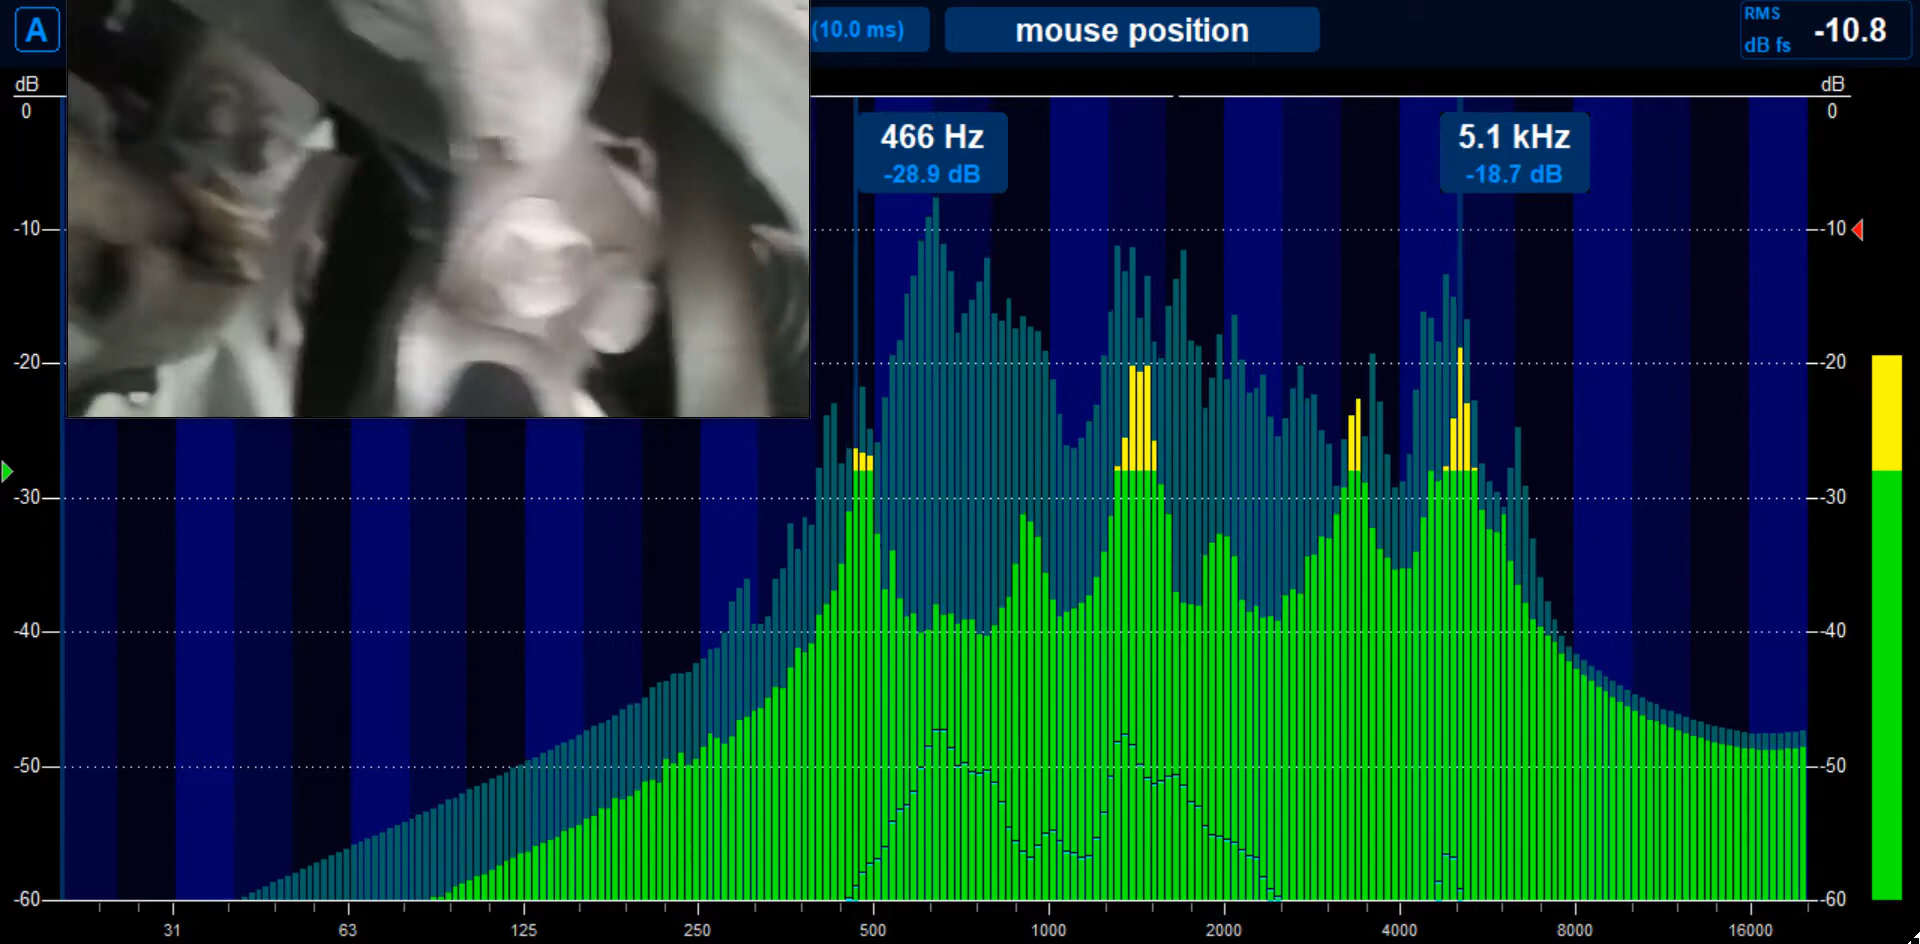 A
(10.0 ms)
mouse position
RMS
dB fs
-10.8
dB
0
-10
-20
-30
-40
-50
-60
466 Hz
-28.9 dB
5.1 kHz
-18.7 dB
dB
0
-10
-20
-30
-40
-50
-60
31
63
125
250
500
1000
2000
4000
8000
16000